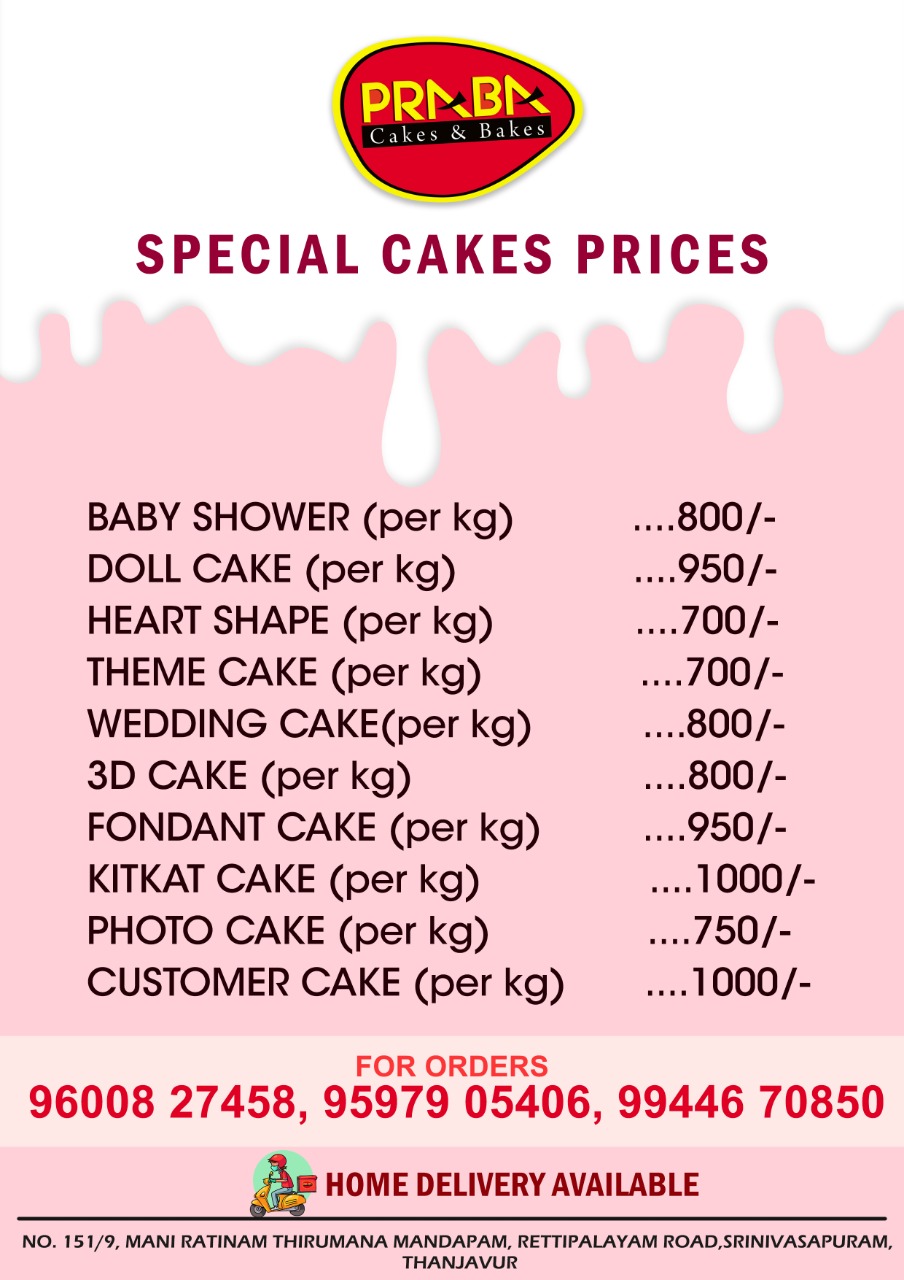 PRABA
Cakes & Bakes
SPECIAL CAKES PRICES
BABY SHOWER (per kg) ....800/-
DOLL CAKE (per kg) ....950/-
HEART SHAPE (per kg) ....700/-
THEME CAKE (per kg) ....700/-
WEDDING CAKE(per kg) ....800/-
3D CAKE (per kg) ....800/-
FONDANT CAKE (per kg) ....950/-
KITKAT CAKE (per kg) ....1000/-
PHOTO CAKE (per kg) ....750/-
CUSTOMER CAKE (per kg) ....1000/-
FOR ORDERS
96008 27458, 95979 05406, 99446 70850
HOME DELIVERY AVAILABLE
NO. 151/9, MANI RATINAM THIRUMANA MANDAPAM, RETTIPALAYAM ROAD,SRINIVASAPURAM,
THANJAVUR